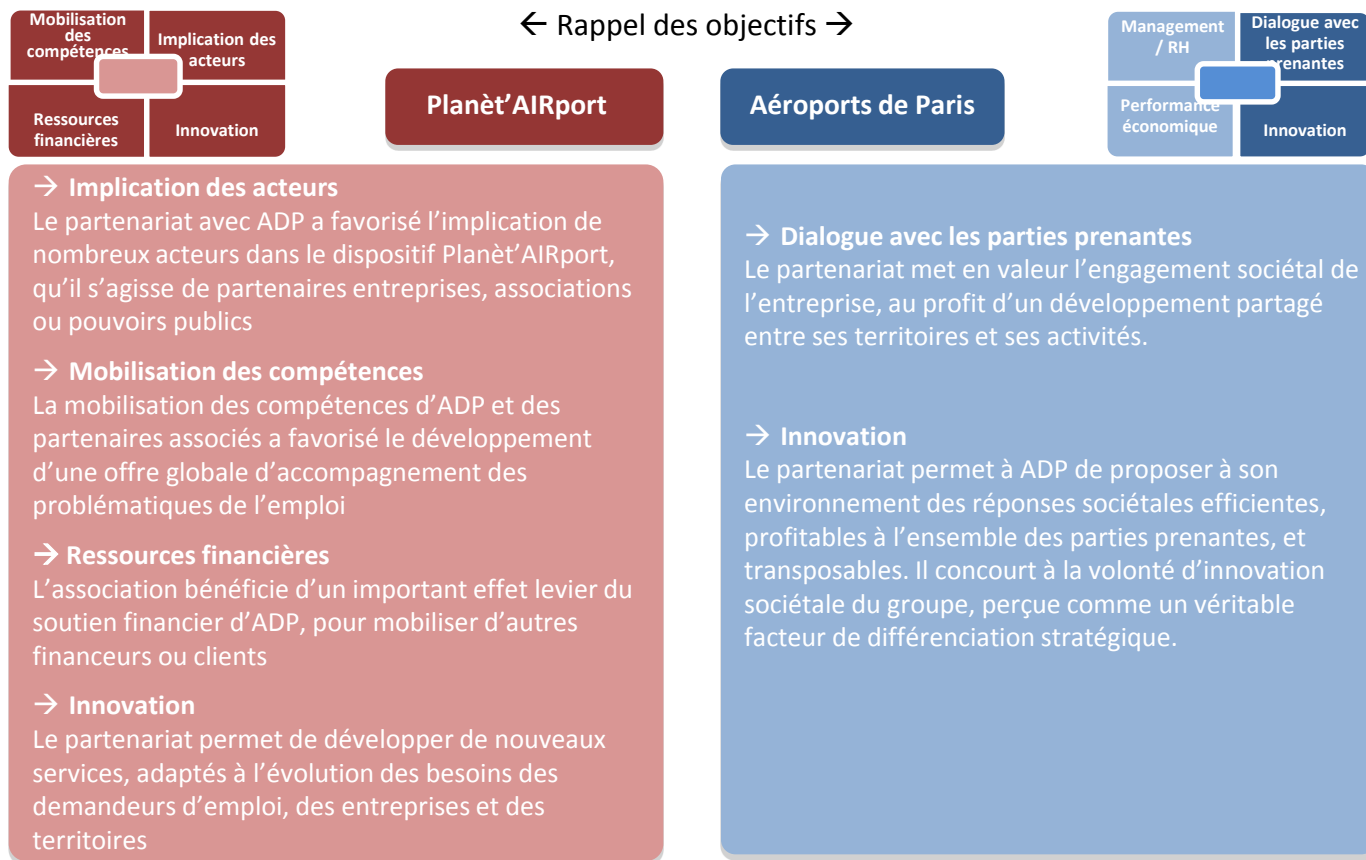 Mobilisation
des
compétences
Implication des
acteurs
Ressources
financières
Innovation
← Rappel des objectifs →
Management
/ RH
Dialogue avec
les parties
prenantes
Performance
économique
Innovation
Planèt’AIRport
Aéroports de Paris
→ Implication des acteurs
Le partenariat avec ADP a favorisé l’implication de
nombreux acteurs dans le dispositif Planèt’AIRport,
qu’il s’agisse de partenaires entreprises, associations
ou pouvoirs publics
→ Mobilisation des compétences
La mobilisation des compétences d’ADP et des
partenaires associés a favorisé le développement
d’une offre globale d’accompagnement des
problématiques de l’emploi
→ Ressources financières
L’association bénéficie d’un important effet levier du
soutien financier d’ADP, pour mobiliser d’autres
financeurs ou clients
→ Innovation
Le partenariat permet de développer de nouveaux
services, adaptés à l’évolution des besoins des
demandeurs d’emploi, des entreprises et des
territoires
→ Dialogue avec les parties prenantes
Le partenariat met en valeur l’engagement sociétal de
l’entreprise, au profit d’un développement partagé
entre ses territoires et ses activités.
→ Innovation
Le partenariat permet à ADP de proposer à son
environnement des réponses sociétales efficientes,
profitables à l’ensemble des parties prenantes, et
transposables. Il concourt à la volonté d’innovation
sociétale du groupe, perçue comme un véritable
facteur de différenciation stratégique.